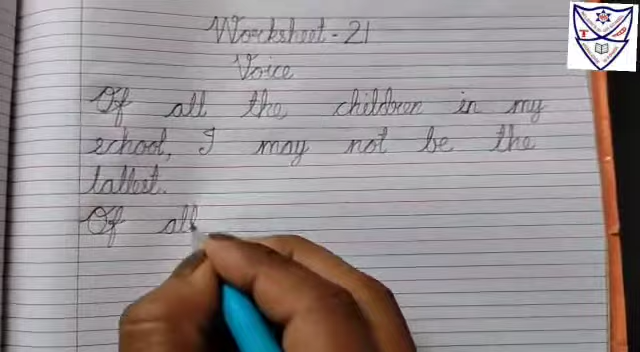 Worksheet - 21
Voice
Of all the children in my
school, I may not be the
tallest.
Of all